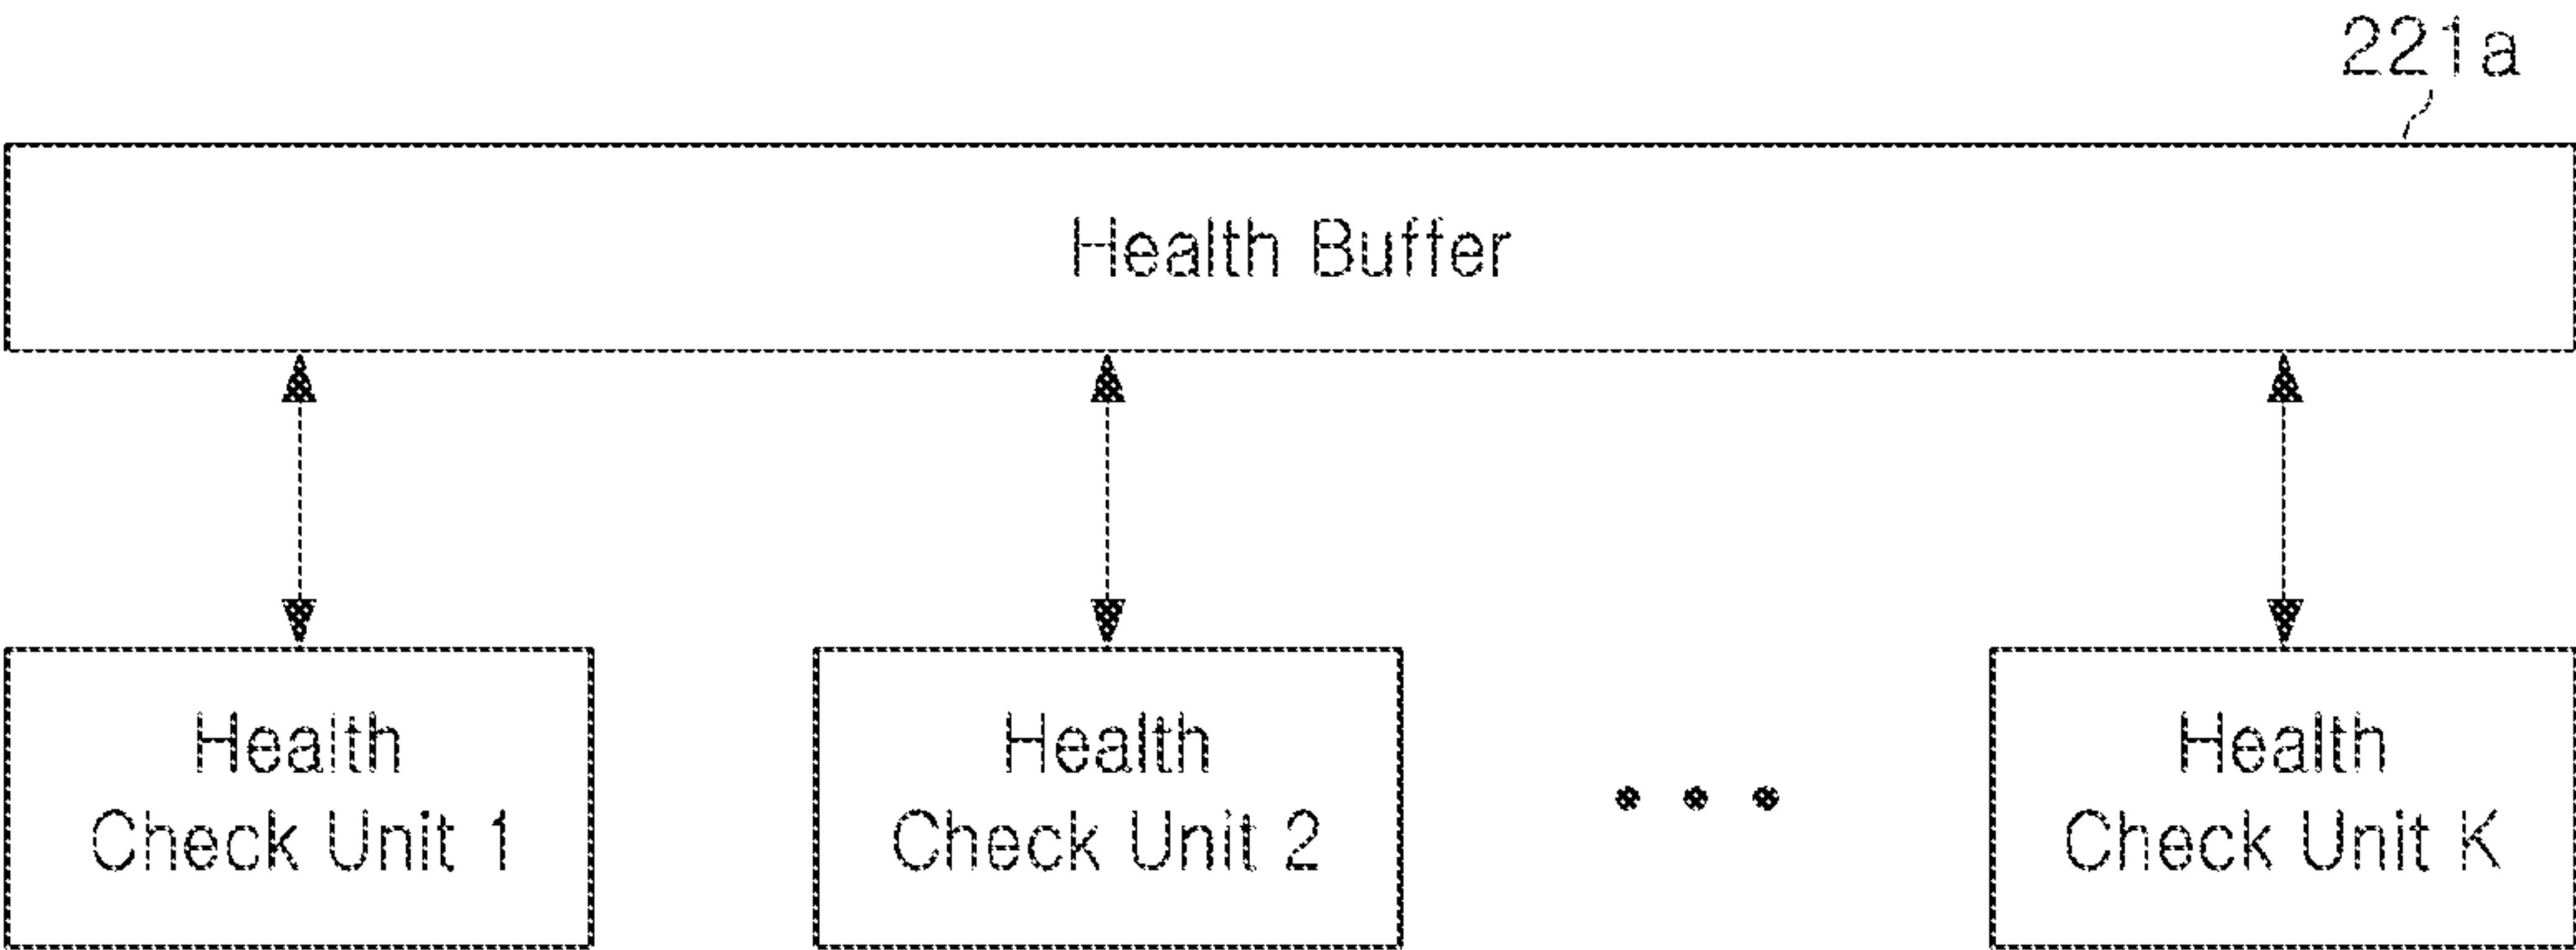 221a
Health Buffer
Health
Check Unit 1
Health
Check Unit 2
Health
Check Unit K